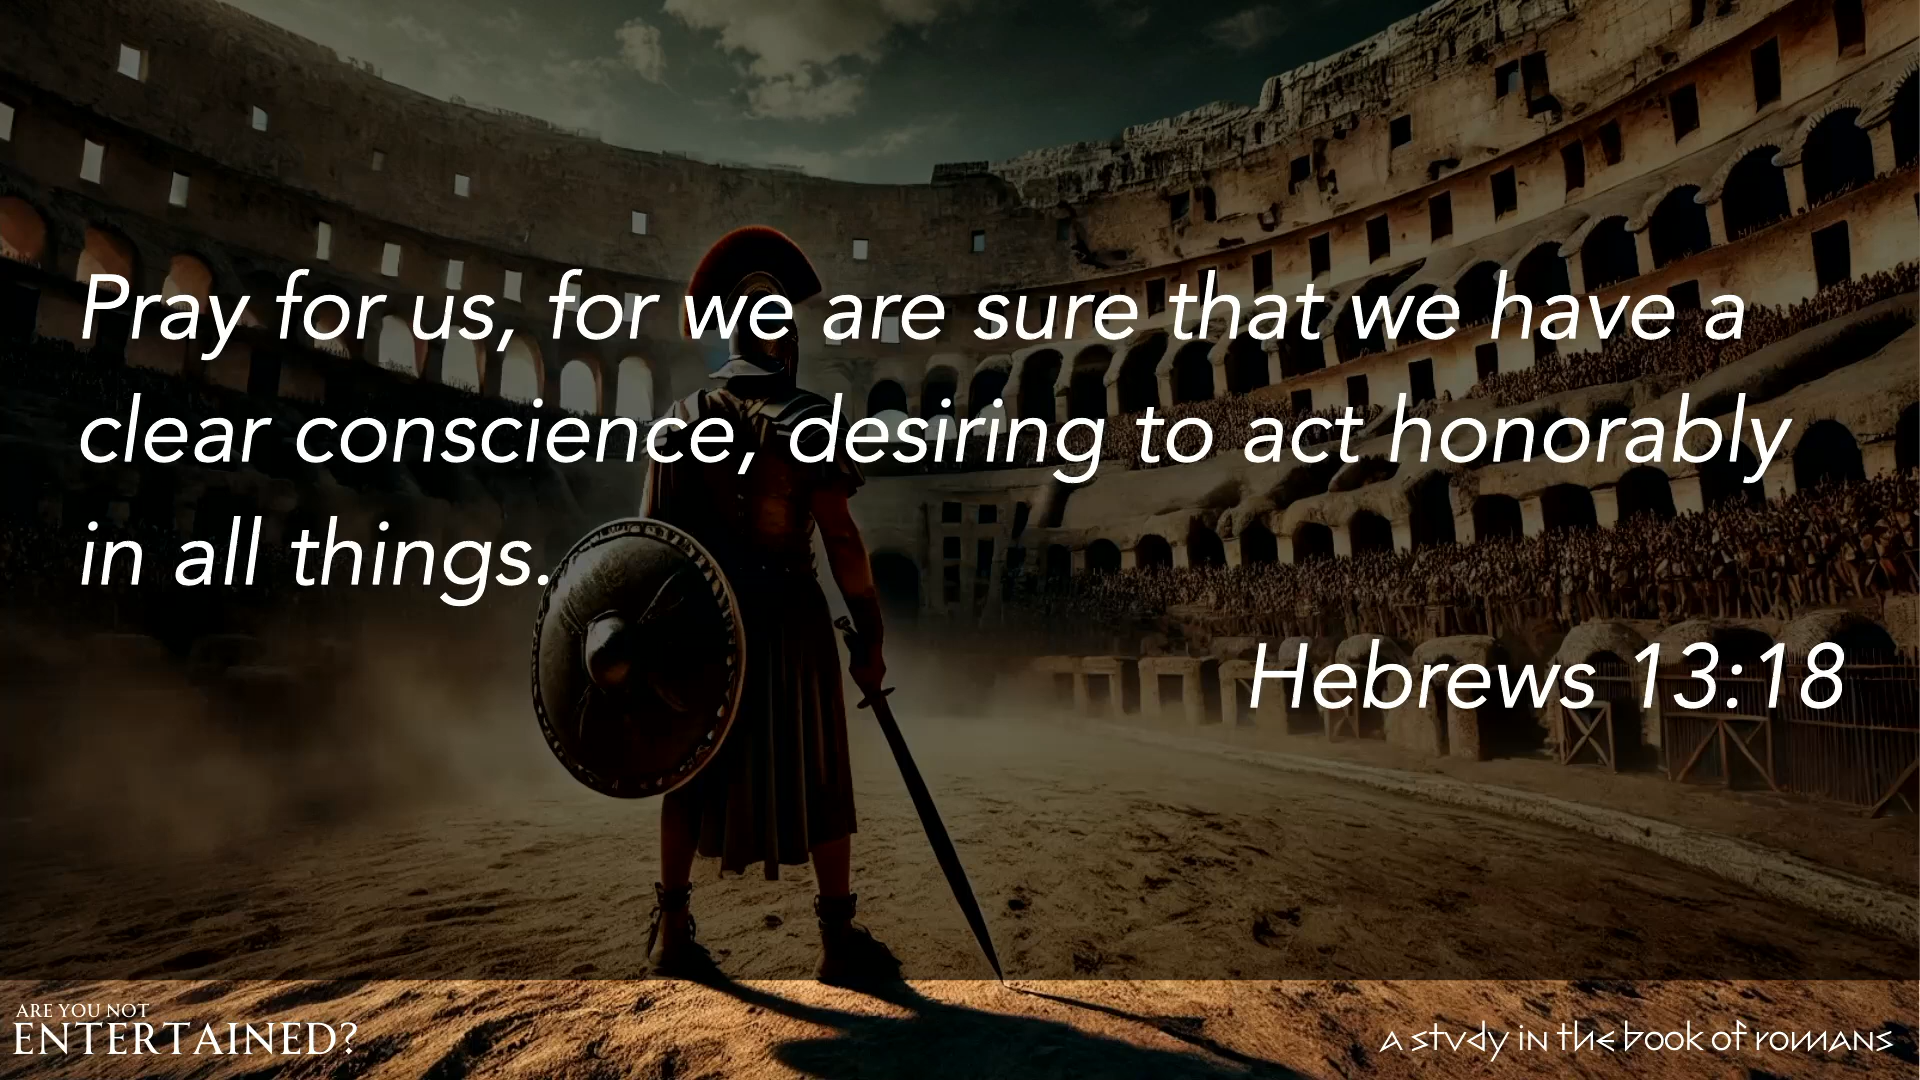 Pray for us, for we are sure that we have a
clear conscience, desiring to act honorably
in all things.
Hebrews 13:18
ARE YOU NOT
ENTERTAINED?
A study in the book of romans